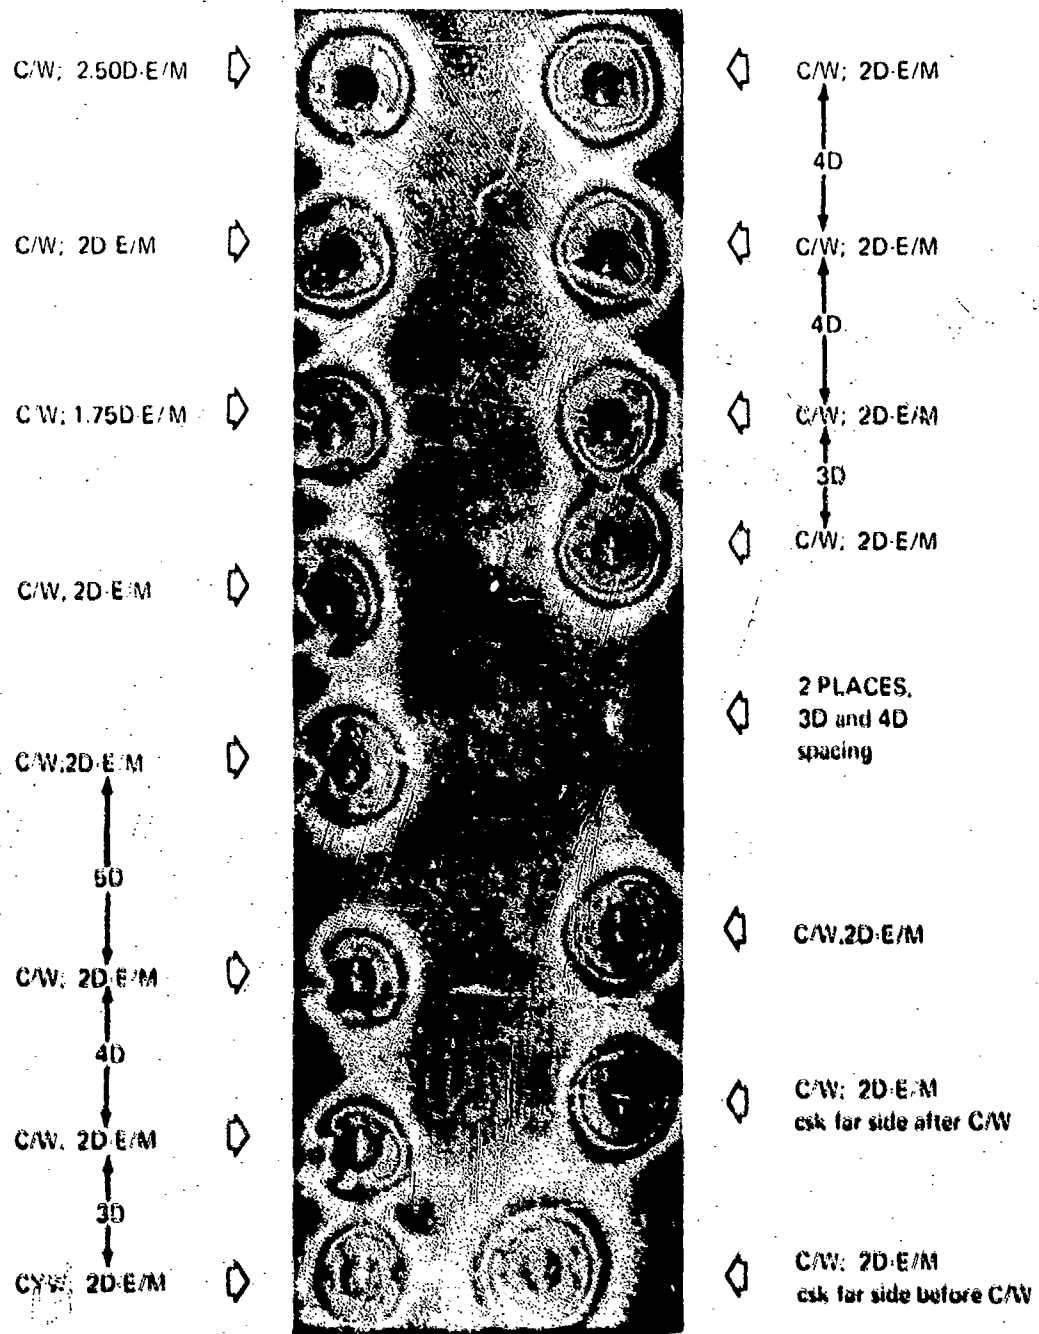 C/W; 2.50D-E/M
C/W; 2D E/M
C/W; 1.75D-E/M
C/W, 2D-E/M
C/W,2D-E/M
5D
C/W; 2D-E/M
4D
C/W, 2D-E/M
3D
C/W; 2D-E/M
C/W; 2D-E/M
4D
C/W; 2D-E/M
4D
C/W; 2D-E/M
3D
C/W; 2D-E/M
2 PLACES,
3D and 4D
spacing
C/W,2D-E/M
C/W; 2D-E/M
csk far side after C/W
C/W; 2D-E/M
csk far side before C/W